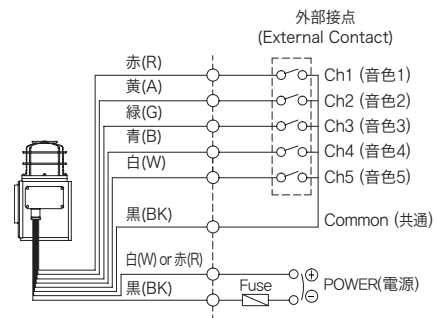 外部接点
(External Contact)
赤(R)
Ch1 (音色1)
黄(A)
Ch2 (音色2)
緑(G)
Ch3 (音色3)
青(B)
Ch4 (音色4)
白(W)
Ch5 (音色5)
黒(BK)
Common (共通)
白(W) or 赤(R)
黒(BK)
Fuse
⊕
⊖
POWER(電源)